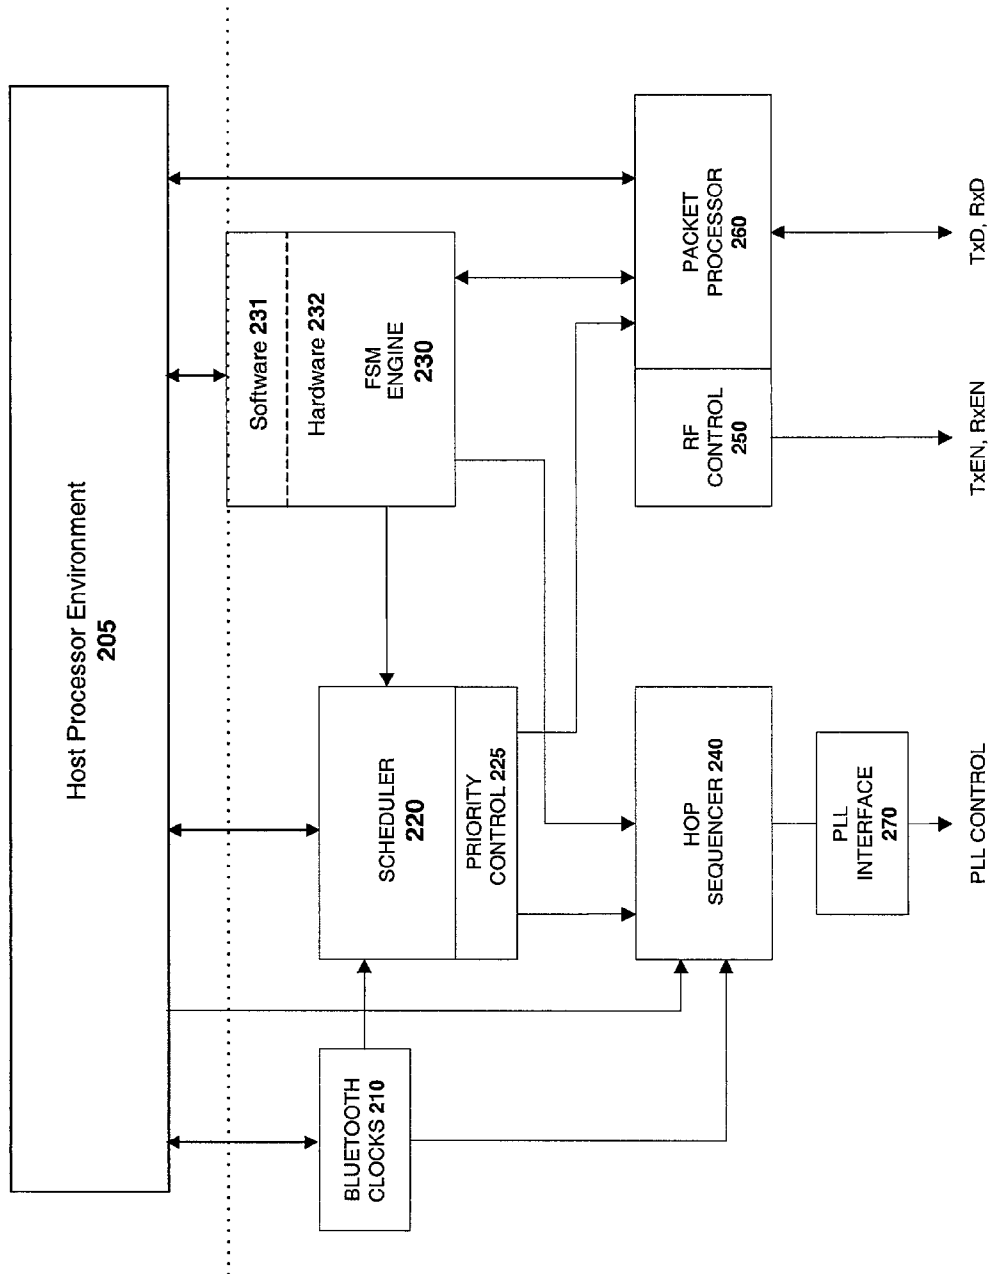 Host Processor Environment
205
BLUETOOTH
CLOCKS 210
SCHEDULER
220
PRIORITY
CONTROL 225
Software 231
Hardware 232
FSM
ENGINE
230
HOP
SEQUENCER 240
RF
CONTROL
250
PACKET
PROCESSOR
260
PLL
INTERFACE
270
PLL CONTROL
TxEN, RxEN
TxD, RxD